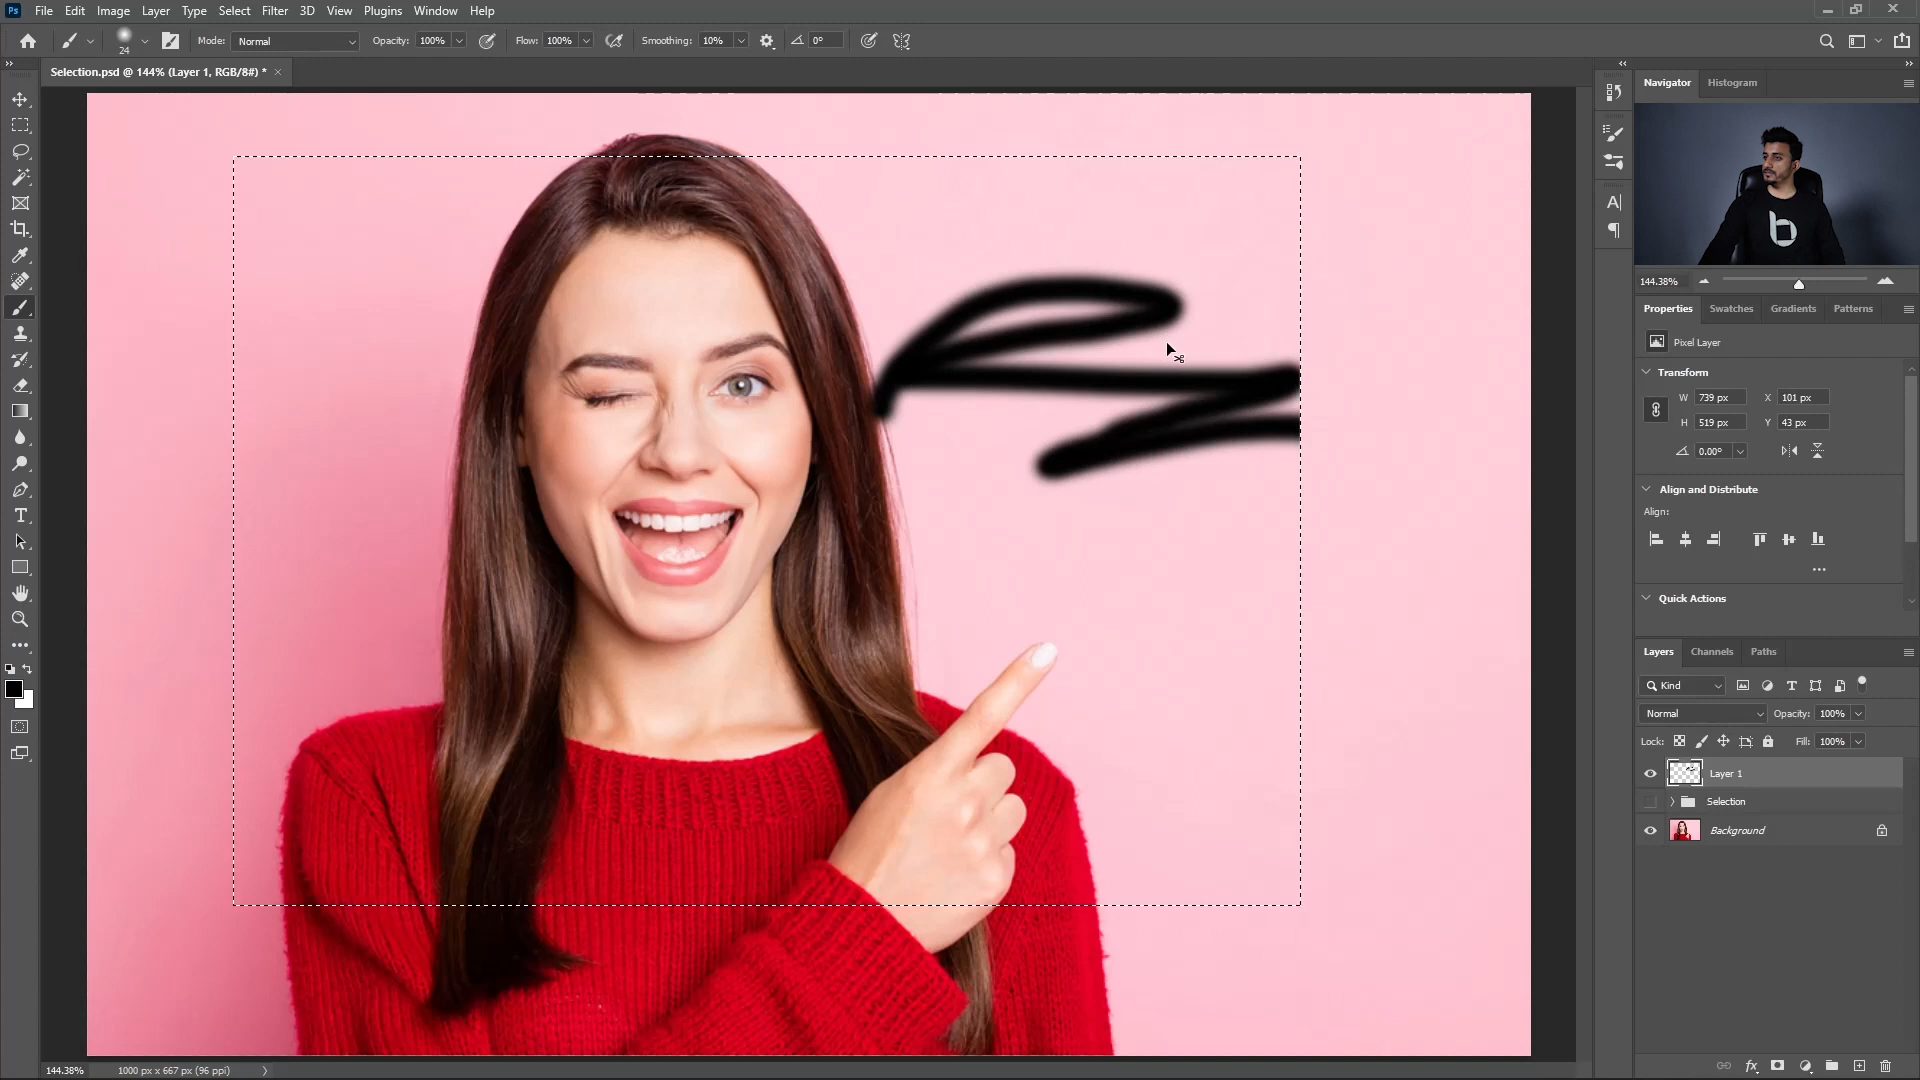 Ps File Edit Image Layer Type Select Filter 3D View Plugins Window Help
24 Mode: Normal Opacity: 100% Flow: 100% Smoothing: 10% 0°
Selection.psd @ 144% (Layer 1, RGB/8#) * ×
Navigator Histogram
b
144.38%
Properties Swatches Gradients Patterns
Pixel Layer
Transform
W 739 px X 101 px
H 519 px Y 43 px
0.00°
Align and Distribute
Align:
Quick Actions
Layers Channels Paths
Kind
Normal Opacity: 100%
Lock: Fill: 100%
Layer 1
Selection
Background
144.38% 1000 px x 667 px (96 ppi)